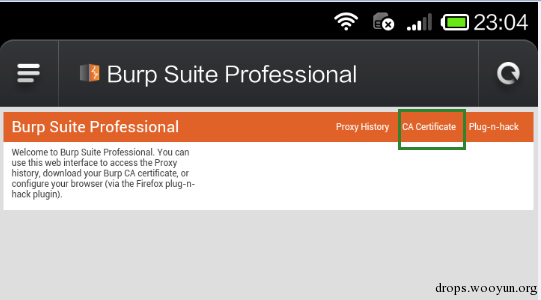 23:04
Burp Suite Professional
Burp Suite Professional Proxy History CA Certificate Plug-n-hack
Welcome to Burp Suite Professional. You can
use this web interface to access the Proxy
history, download your Burp CA certificate, or
configure your browser (via the Firefox plug-n-
hack plugin).
drops.wooyun.org